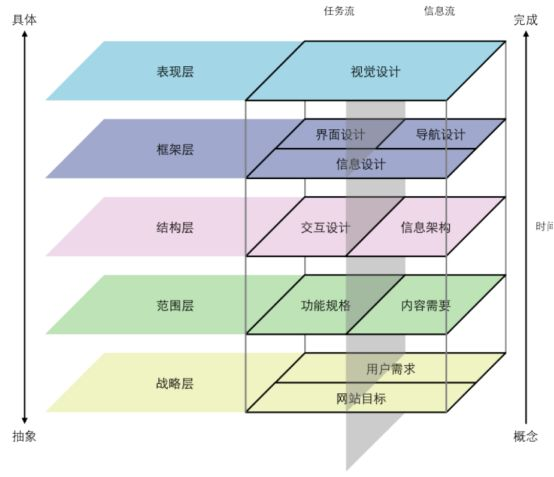 任务流 信息流
具体 完成
表现层 视觉设计
界面设计 导航设计
框架层
信息设计
结构层 交互设计 信息架构
时间
范围层 功能规格 内容需要
用户需求
战略层
网站目标
抽象 概念